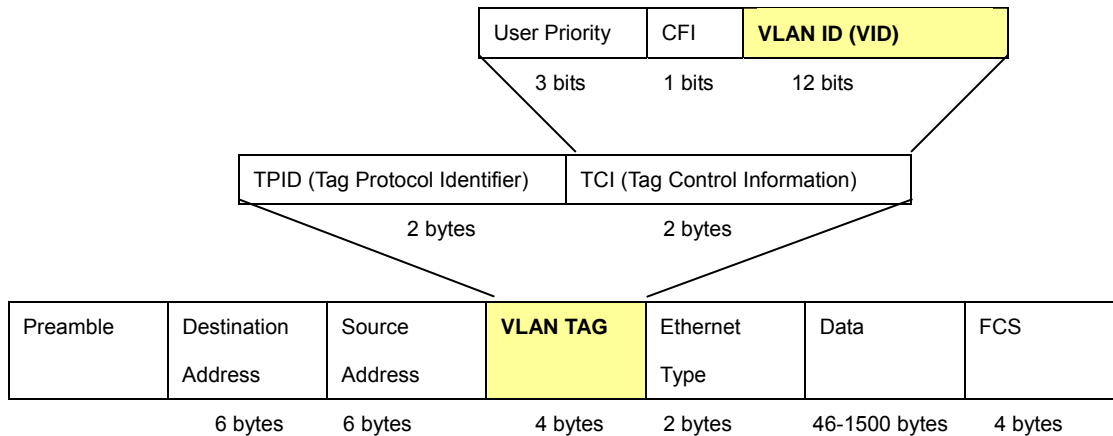 User Priority CFI VLAN ID (VID)
3 bits 1 bits 12 bits
TPID (Tag Protocol Identifier) TCI (Tag Control Information)
2 bytes 2 bytes
Preamble Destination Source VLAN TAG Ethernet Data FCS
Address Address Type
6 bytes 6 bytes 4 bytes 2 bytes 46-1500 bytes 4 bytes